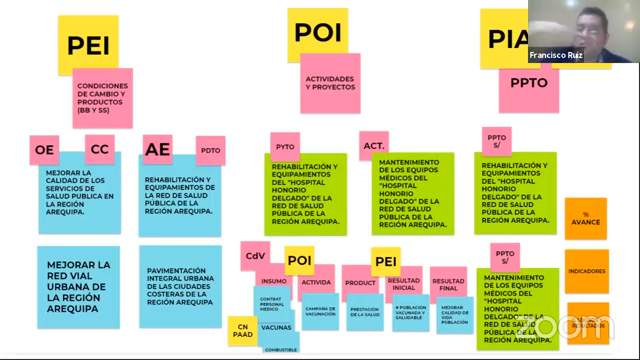 PEI
POI
PIA
Francisco Ruiz
CONDICIONES
DE CAMBIO Y
PRODUCTOS
(BB Y SS)
ACTIVIDADES
Y PROYECTOS
PPTO
OE
CC
AE
PDTO
PYTO
ACT.
PPTO
S/
MEJORAR LA
CALIDAD DE LOS
SERVICIOS DE
SALUD PUBLICA EN LA
REGIÓN
AREQUIPA.
REHABILITACIÓN Y
EQUIPAMIENTOS DE
LA RED DE SALUD
PÚBLICA DE LA
REGIÓN AREQUIPA.
REHABILITACIÓN Y
EQUIPAMIENTOS
DEL "HOSPITAL
HONORIO
DELGADO" DE LA
RED DE SALUD
PÚBLICA DE LA
REGIÓN AREQUIPA.
MANTENIMIENTO
DE LOS EQUIPOS
MÉDICOS DEL
"HOSPITAL
HONORIO
DELGADO" DE LA
RED DE SALUD
PÚBLICA DE LA
REGIÓN AREQUIPA.
REHABILITACIÓN Y
EQUIPAMIENTOS
DEL "HOSPITAL
HONORIO
DELGADO" DE LA
RED DE SALUD
PÚBLICA DE LA
REGIÓN AREQUIPA.
%
AVANCE
MEJORAR LA
RED VIAL
URBANA DE
LA REGIÓN
AREQUIPA
PAVIMENTACIÓN
INTEGRAL URBANA DE
LAS CIUDADES
COSTERAS DE LA
REGIÓN AREQUIPA
CdV
POI
PEI
PPTO
S/
INSUMO
ACTIVIDA
PRODUCT
RESULTADO
INICIAL
RESULTADO
FINAL
CONTRAT
PERSONAL
MÉDICO
CAMPAÑA DE
VACUNACIÓN
PRESTACIÓN DE
LA SALUD
# POBLACION
VACUNADA Y
SALUDABLE
MEJORAR
CALIDAD DE
VIDA
POBLACIÓN
CN
PAAD
VACUNAS
COMBUSTIBLE
MANTENIMIENTO
DE LOS EQUIPOS
MÉDICOS DEL
"HOSPITAL
HONORIO
DELGADO" DE LA
RED DE SALUD
PÚBLICA DE LA
REGIÓN AREQUIPA.
INDICADORES
RESULTADOS
zoom